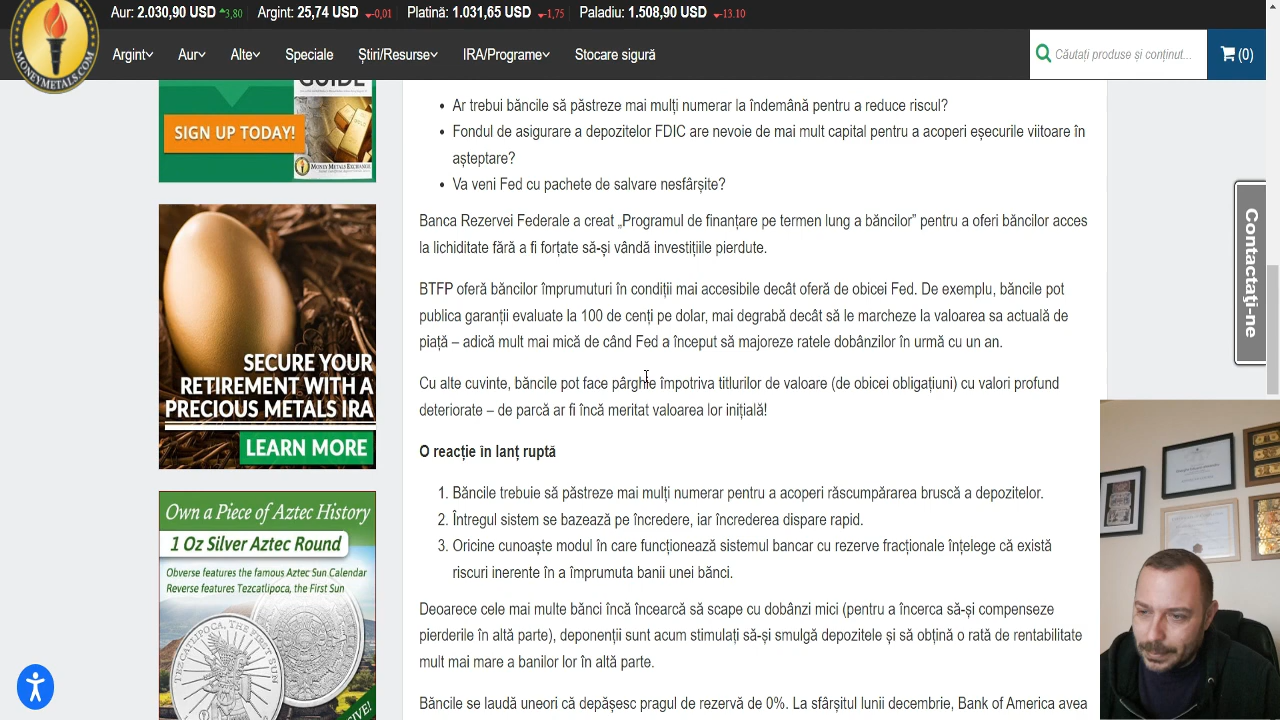 Aur: 2.030,90 USD 3,80 Argint: 25,74 USD -0,01 Platină: 1.031,65 USD -1,75 Paladiu: 1.508,90 USD -13.10
MONEYMETALS.COM
Argint Aur Alte Speciale Știri/Resurse IRA/Programe Stocare sigură
Căutați produse și conținut...
(0)
GUIDE
SIGN UP TODAY!
MONEY METALS EXCHANGE
SECURE YOUR
RETIREMENT WITH A
PRECIOUS METALS IRA
LEARN MORE
Own a Piece of Aztec History
1 Oz Silver Aztec Round
Obverse features the famous Aztec Sun Calendar
Reverse features Tezcatlipoca, the First Sun
• Ar trebui băncile să păstreze mai mulți numerar la îndemână pentru a reduce riscul?
• Fondul de asigurare a depozitelor FDIC are nevoie de mai mult capital pentru a acoperi eșecurile viitoare în
așteptare?
• Va veni Fed cu pachete de salvare nesfârșite?
Banca Rezervei Federale a creat „Programul de finanțare pe termen lung a băncilor” pentru a oferi băncilor acces
la lichiditate fără a fi forțate să-și vândă investițiile pierdute.
BTFP oferă băncilor împrumuturi în condiții mai accesibile decât oferă de obicei Fed. De exemplu, băncile pot
publica garanții evaluate la 100 de cenți pe dolar, mai degrabă decât să le marcheze la valoarea sa actuală de
piață – adică mult mai mică de când Fed a început să majoreze ratele dobânzilor în urmă cu un an.
Cu alte cuvinte, băncile pot face pârghie împotriva titlurilor de valoare (de obicei obligațiuni) cu valori profund
deteriorate – de parcă ar fi încă meritat valoarea lor inițială!
O reacție în lanț ruptă
1. Băncile trebuie să păstreze mai mulți numerar pentru a acoperi răscumpărarea bruscă a depozitelor.
2. Întregul sistem se bazează pe încredere, iar încrederea dispare rapid.
3. Oricine cunoaște modul în care funcționează sistemul bancar cu rezerve fracționale înțelege că există
riscuri inerente în a împrumuta banii unei bănci.
Deoarece cele mai multe bănci încă încearcă să scape cu dobânzi mici (pentru a încerca să-și compenseze
pierderile în altă parte), deponenții sunt acum stimulați să-și smulgă depozitele și să obțină o rată de rentabilitate
mult mai mare a banilor lor în altă parte.
Băncile se laudă uneori că depășesc pragul de rezervă de 0%. La sfârșitul lunii decembrie, Bank of America avea
Contactaţi-ne